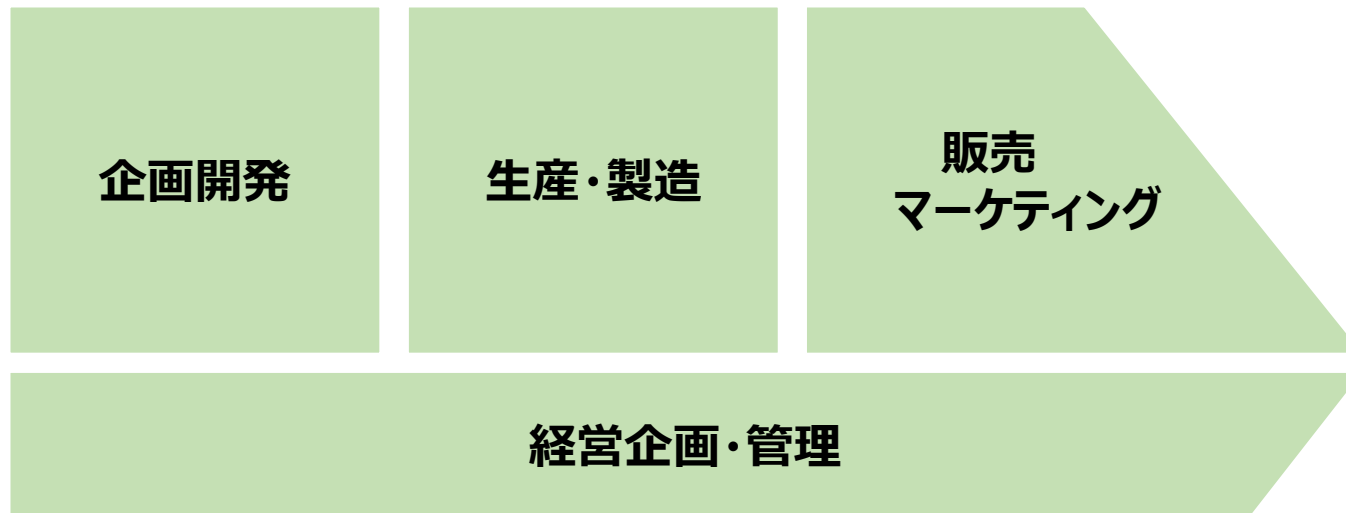 企画開発
生産・製造
販売
マーケティング
経営企画・管理